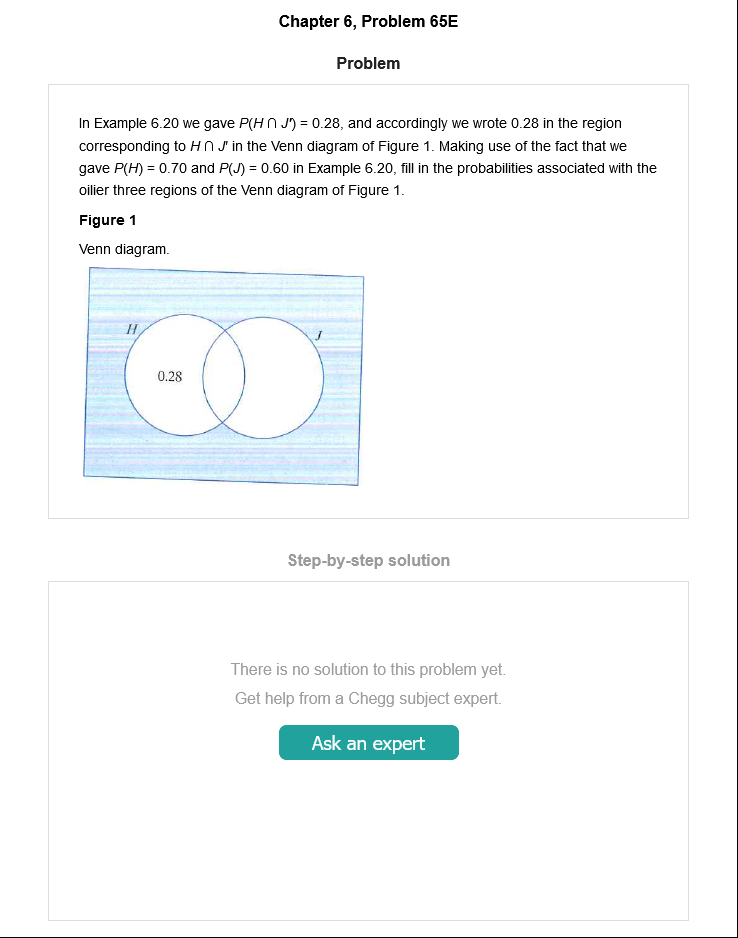 Chapter 6, Problem 65E
Problem
In Example 6.20 we gave P(H ∩ J') = 0.28, and accordingly we wrote 0.28 in the region
corresponding to H ∩ J' in the Venn diagram of Figure 1. Making use of the fact that we
gave P(H) = 0.70 and P(J) = 0.60 in Example 6.20, fill in the probabilities associated with the
oilier three regions of the Venn diagram of Figure 1.
Figure 1
Venn diagram.
H
J
0.28
Step-by-step solution
There is no solution to this problem yet.
Get help from a Chegg subject expert.
Ask an expert